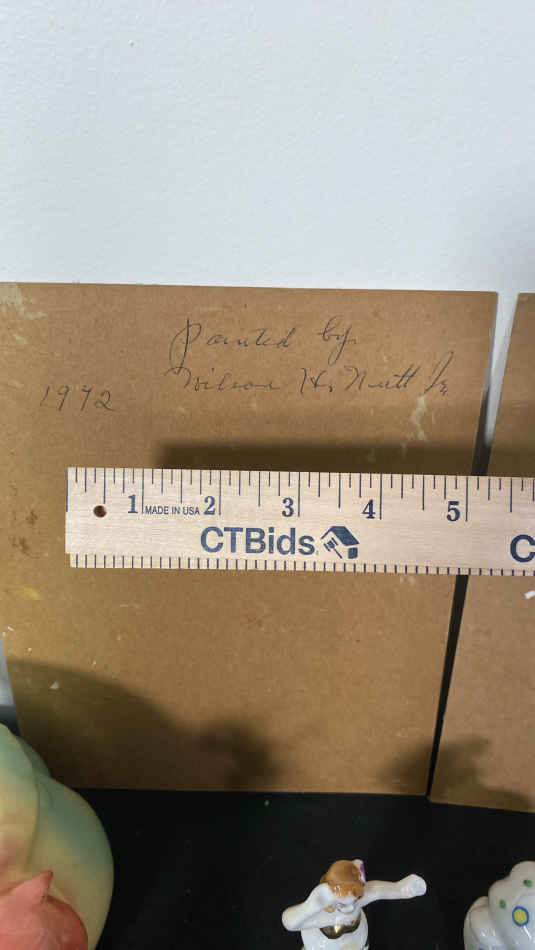 Painted by
Wilson H. Nutt Jr.
1972
1 MADE IN USA 2 3 4 5
CTBids C